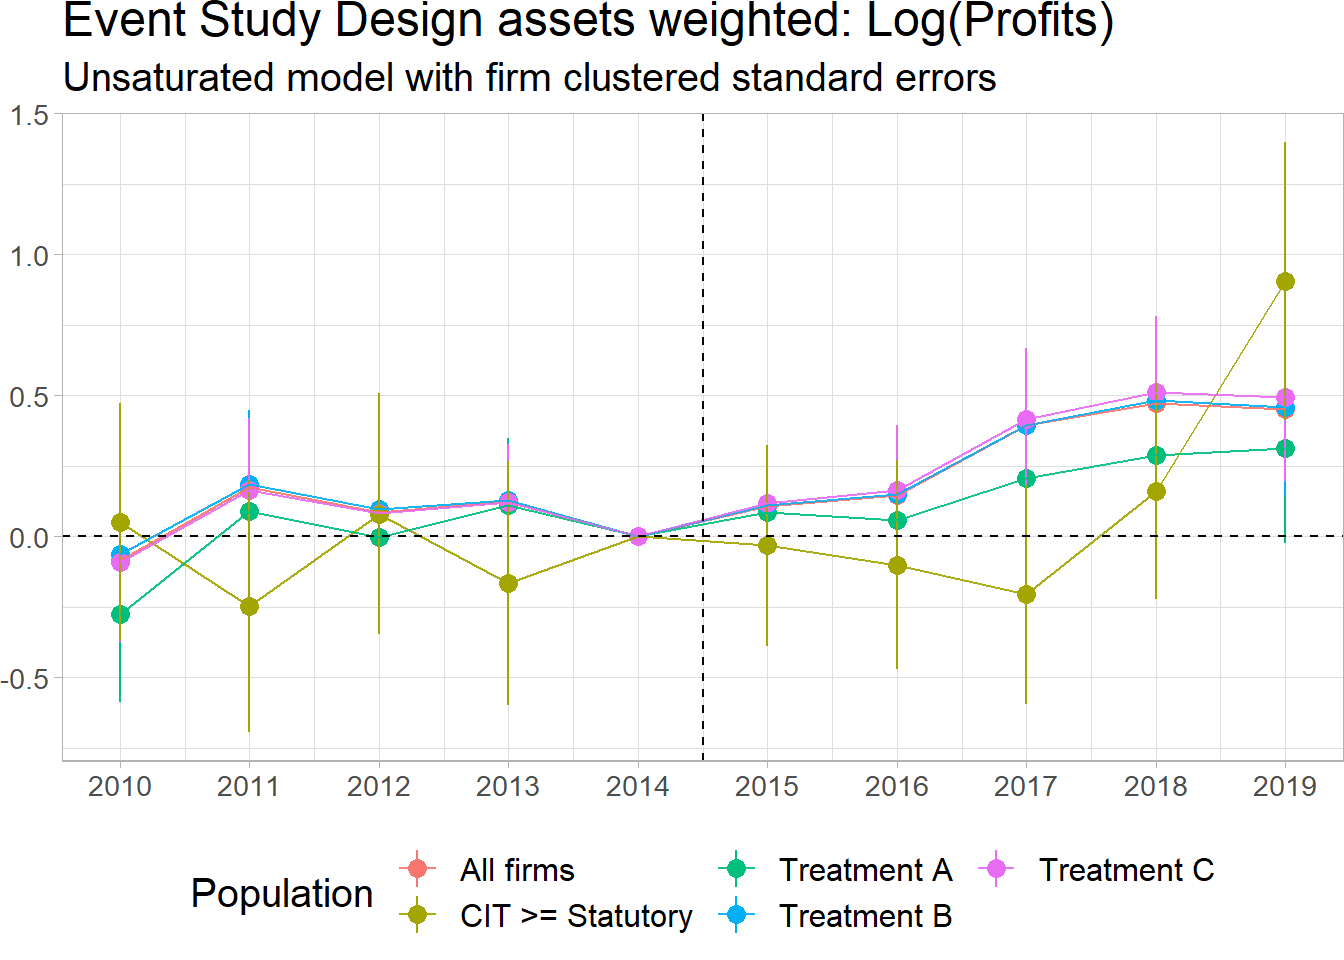 Event Study Design assets weighted: Log(Profits)
Unsaturated model with firm clustered standard errors
1.5
1.0
0.5
0.0
-0.5
2010 2011 2012 2013 2014 2015 2016 2017 2018 2019
Population
All firms
Treatment A
Treatment C
CIT >= Statutory
Treatment B